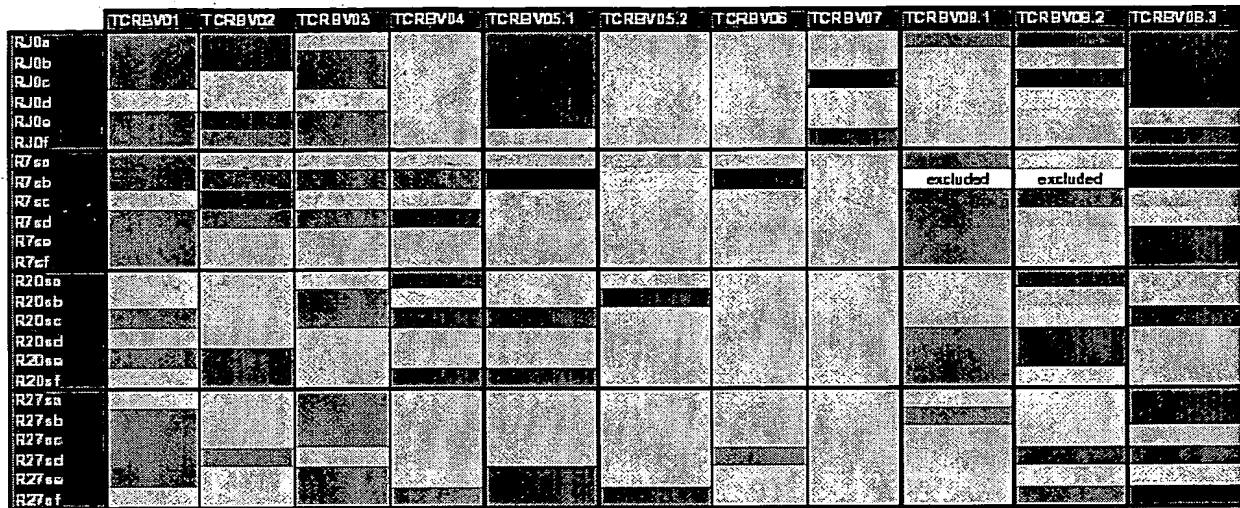 TCRBV01 TCRBV02 TCRBV03 TCRBV04 TCRBV05.1 TCRBV05.2 TCRBV06 TCRBV07 TCRBV08.1 TCRBV08.2 TCRBV08.3
RJ0a
RJ0b
RJ0c
RJ0d
RJ0e
RJ0f
R7sa
R7sb excluded excluded
R7sc
R7sd
R7se
R7sf
R20sa
R20sb
R20sc
R20sd
R20se
R20sf
R27sa
R27sb
R27sc
R27sd
R27se
R27sf